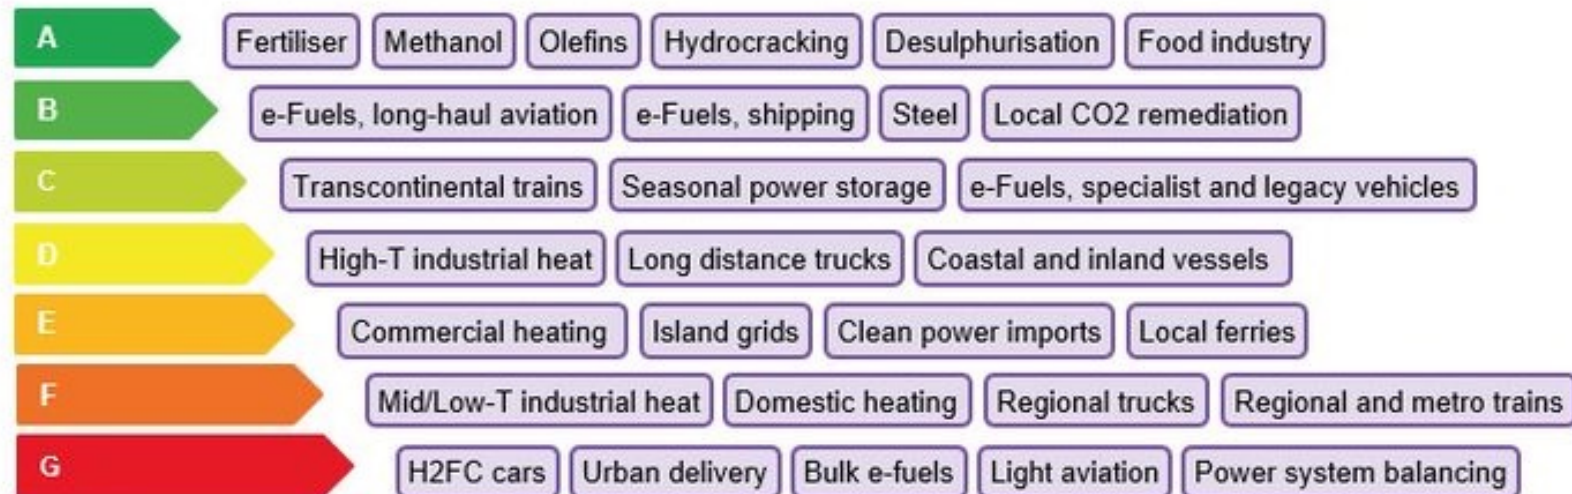 A Fertiliser Methanol Olefins Hydrocracking Desulphurisation Food industry
B e-Fuels, long-haul aviation e-Fuels, shipping Steel Local CO2 remediation
C Transcontinental trains Seasonal power storage e-Fuels, specialist and legacy vehicles
D High-T industrial heat Long distance trucks Coastal and inland vessels
E Commercial heating Island grids Clean power imports Local ferries
F Mid/Low-T industrial heat Domestic heating Regional trucks Regional and metro trains
G H2FC cars Urban delivery Bulk e-fuels Light aviation Power system balancing